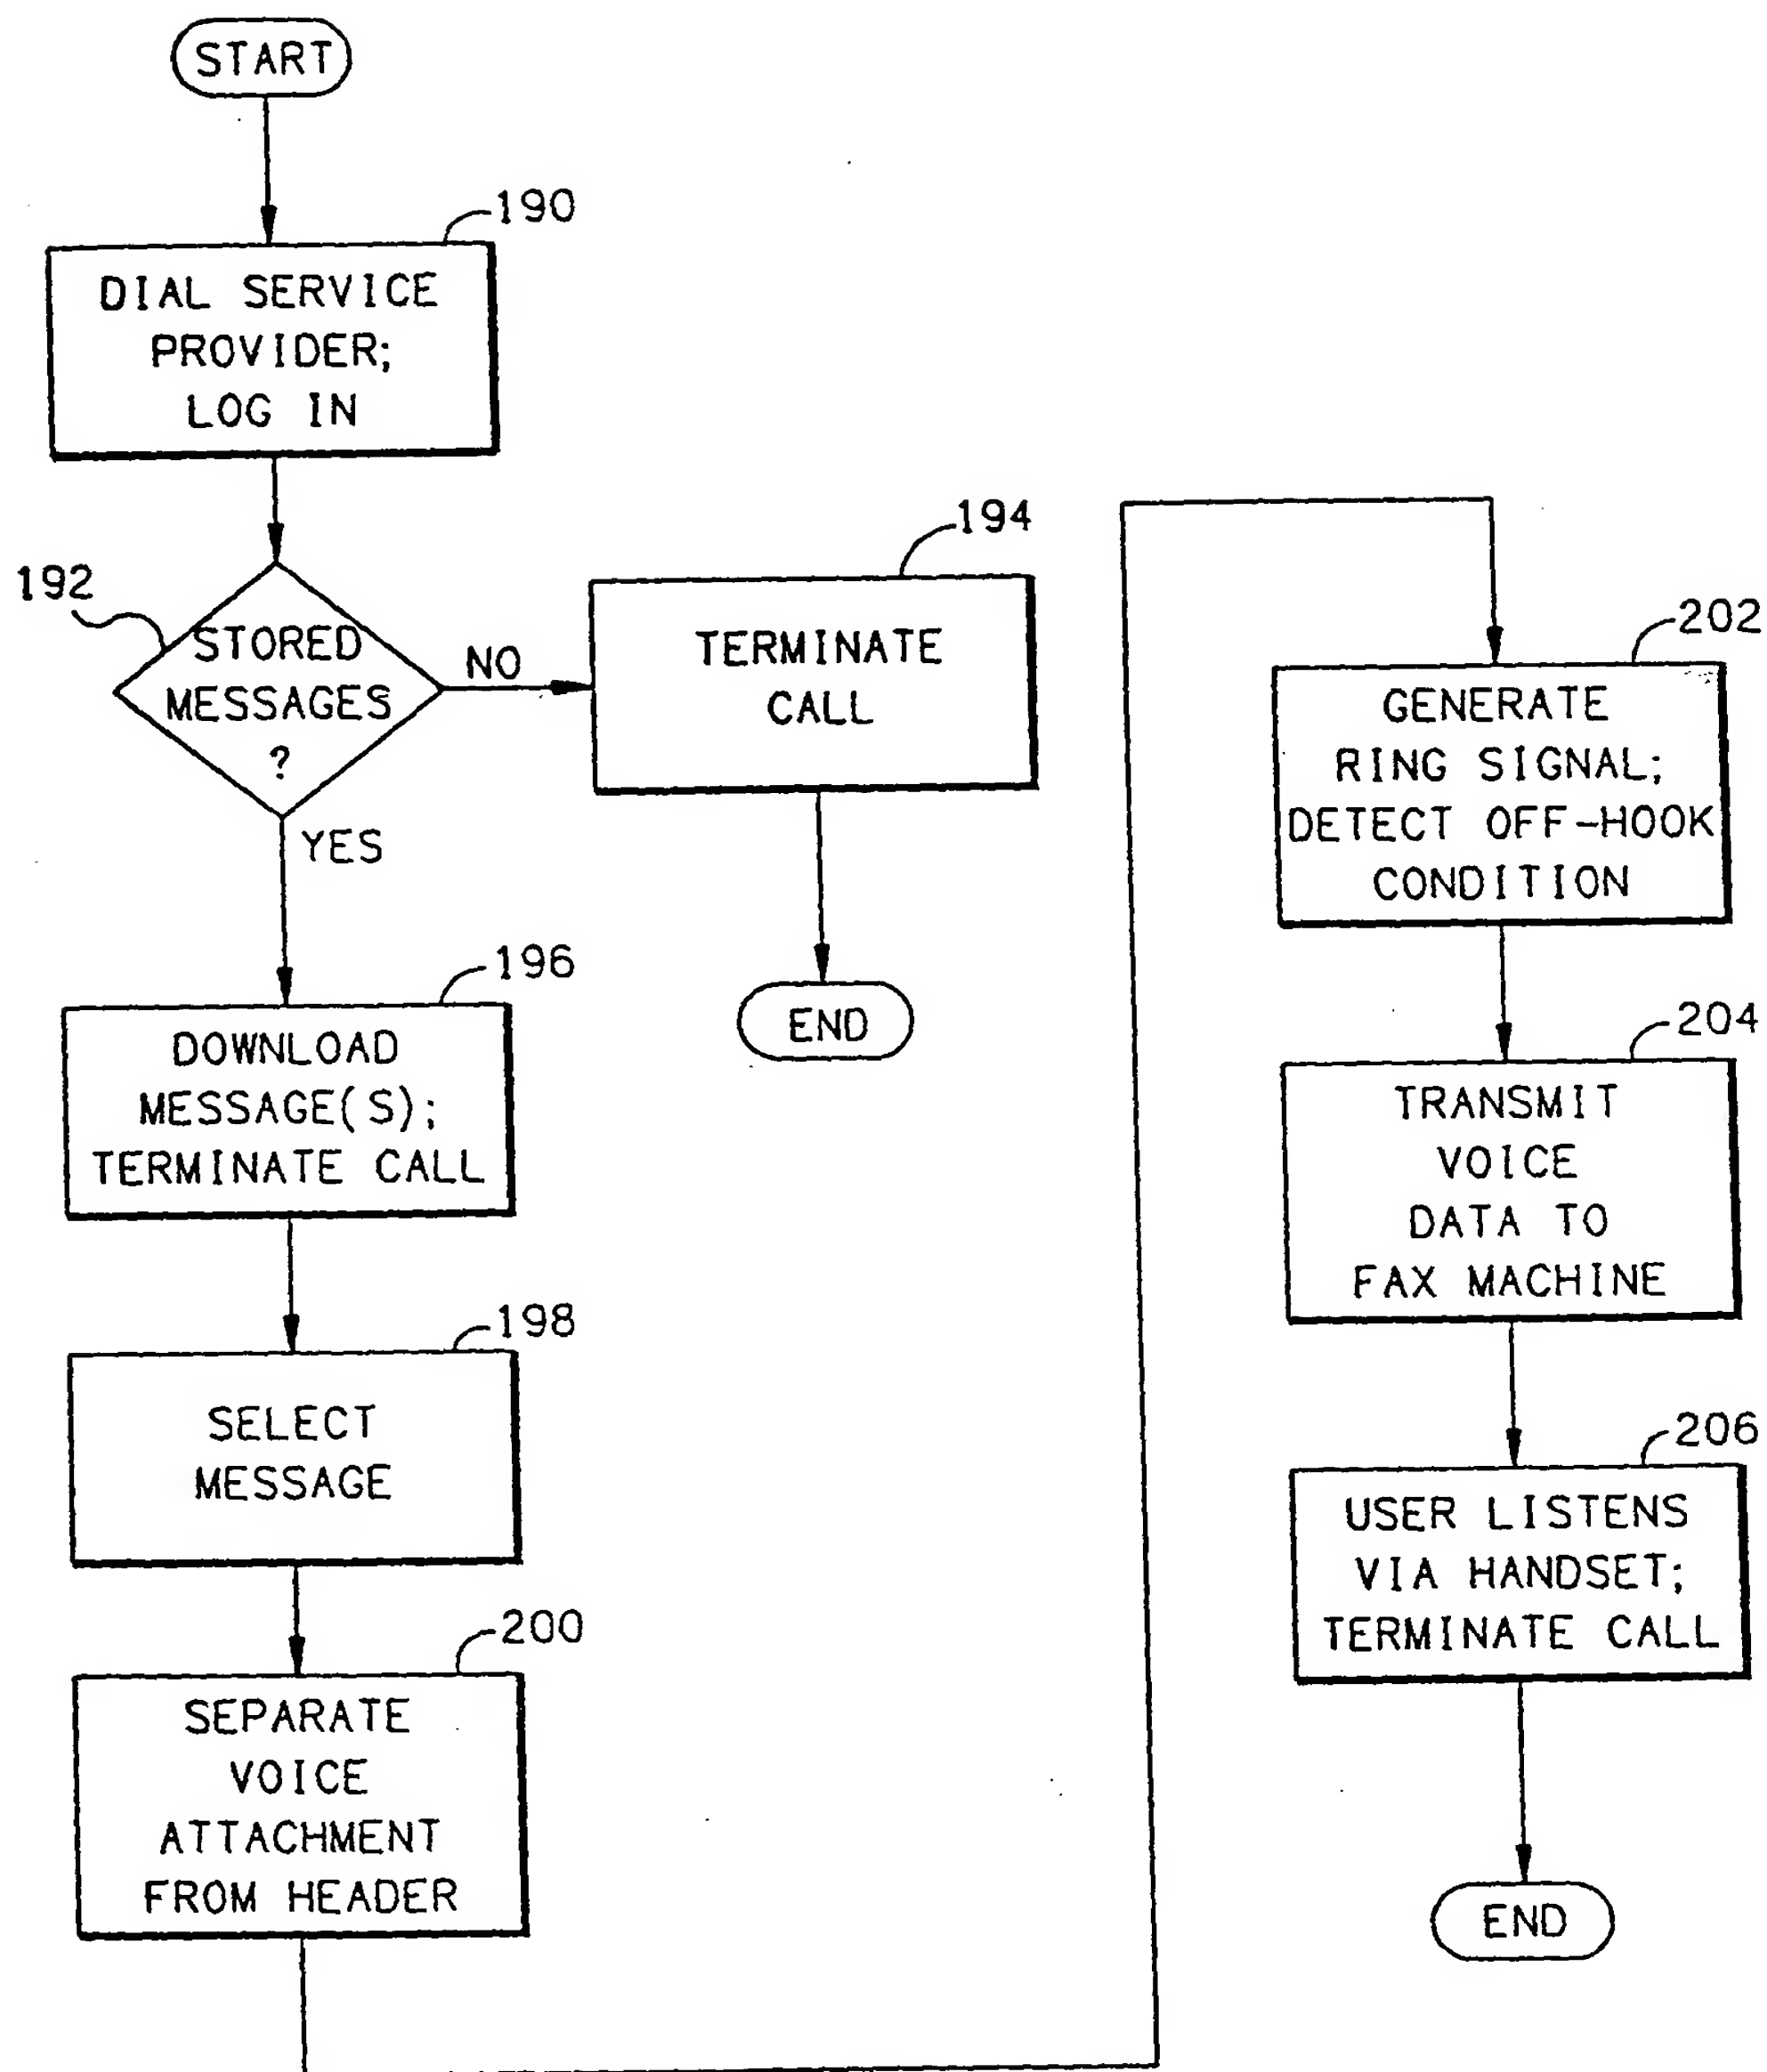 START
190
DIAL SERVICE
PROVIDER;
LOG IN
192
STORED
MESSAGES
?
NO
YES
194
TERMINATE
CALL
END
196
DOWNLOAD
MESSAGE(S);
TERMINATE CALL
198
SELECT
MESSAGE
200
SEPARATE
VOICE
ATTACHMENT
FROM HEADER
202
GENERATE
RING SIGNAL;
DETECT OFF-HOOK
CONDITION
204
TRANSMIT
VOICE
DATA TO
FAX MACHINE
206
USER LISTENS
VIA HANDSET;
TERMINATE CALL
END